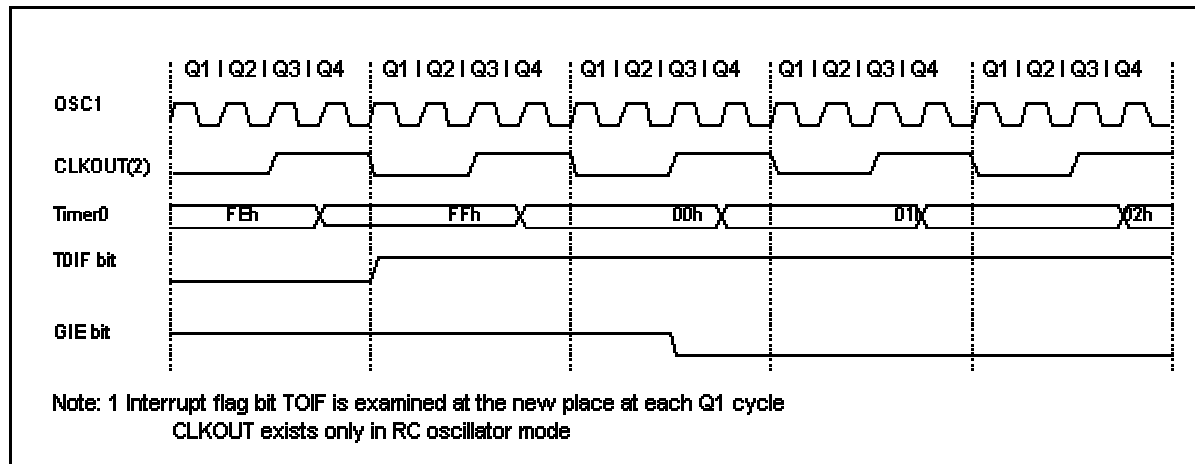 Q1 I Q2 I Q3 I Q4 Q1 I Q2 I Q3 I Q4 Q1 I Q2 I Q3 I Q4 Q1 I Q2 I Q3 I Q4 Q1 I Q2 I Q3 I Q4
OSC1
CLKOUT(2)
Timer0 FEh FFh 00h 01h 02h
T0IF bit
GIE bit
Note: 1 Interrupt flag bit TOIF is examined at the new place at each Q1 cycle
CLKOUT exists only in RC oscillator mode